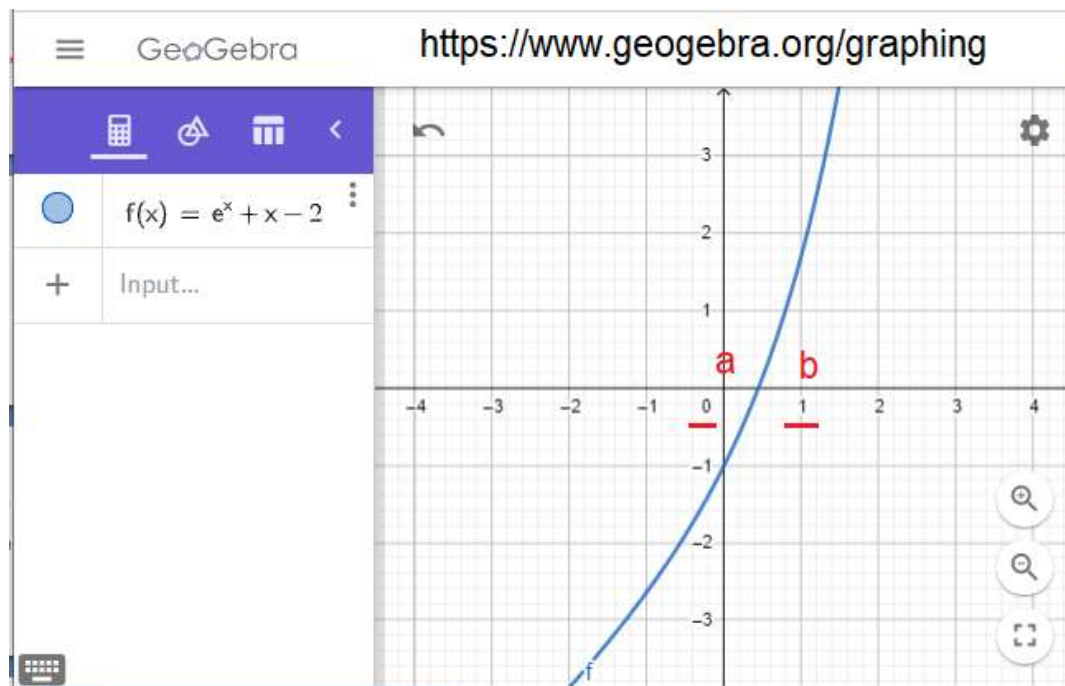 GeoGebra
https://www.geogebra.org/graphing
f(x) = eˣ + x − 2
+ Input...
3
2
1
a b
−4 −3 −2 −1 0 1 2 3 4
−1
−2
−3
f